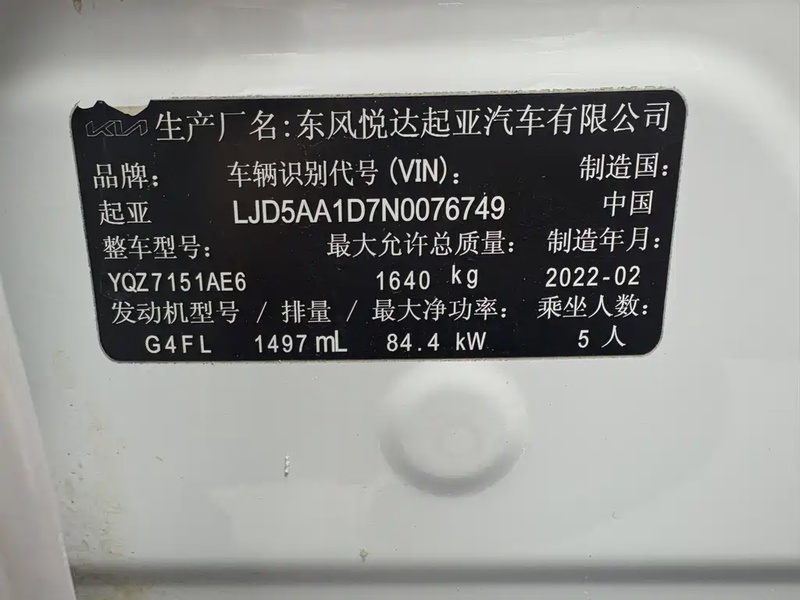 KIA 生产厂名:东风悦达起亚汽车有限公司
品牌: 车辆识别代号(VIN): 制造国:
起亚 LJD5AA1D7N0076749 中国
整车型号: 最大允许总质量: 制造年月:
YQZ7151AE6 1640 kg 2022-02
发动机型号 / 排量 / 最大净功率: 乘坐人数:
G4FL 1497 mL 84.4 kW 5 人